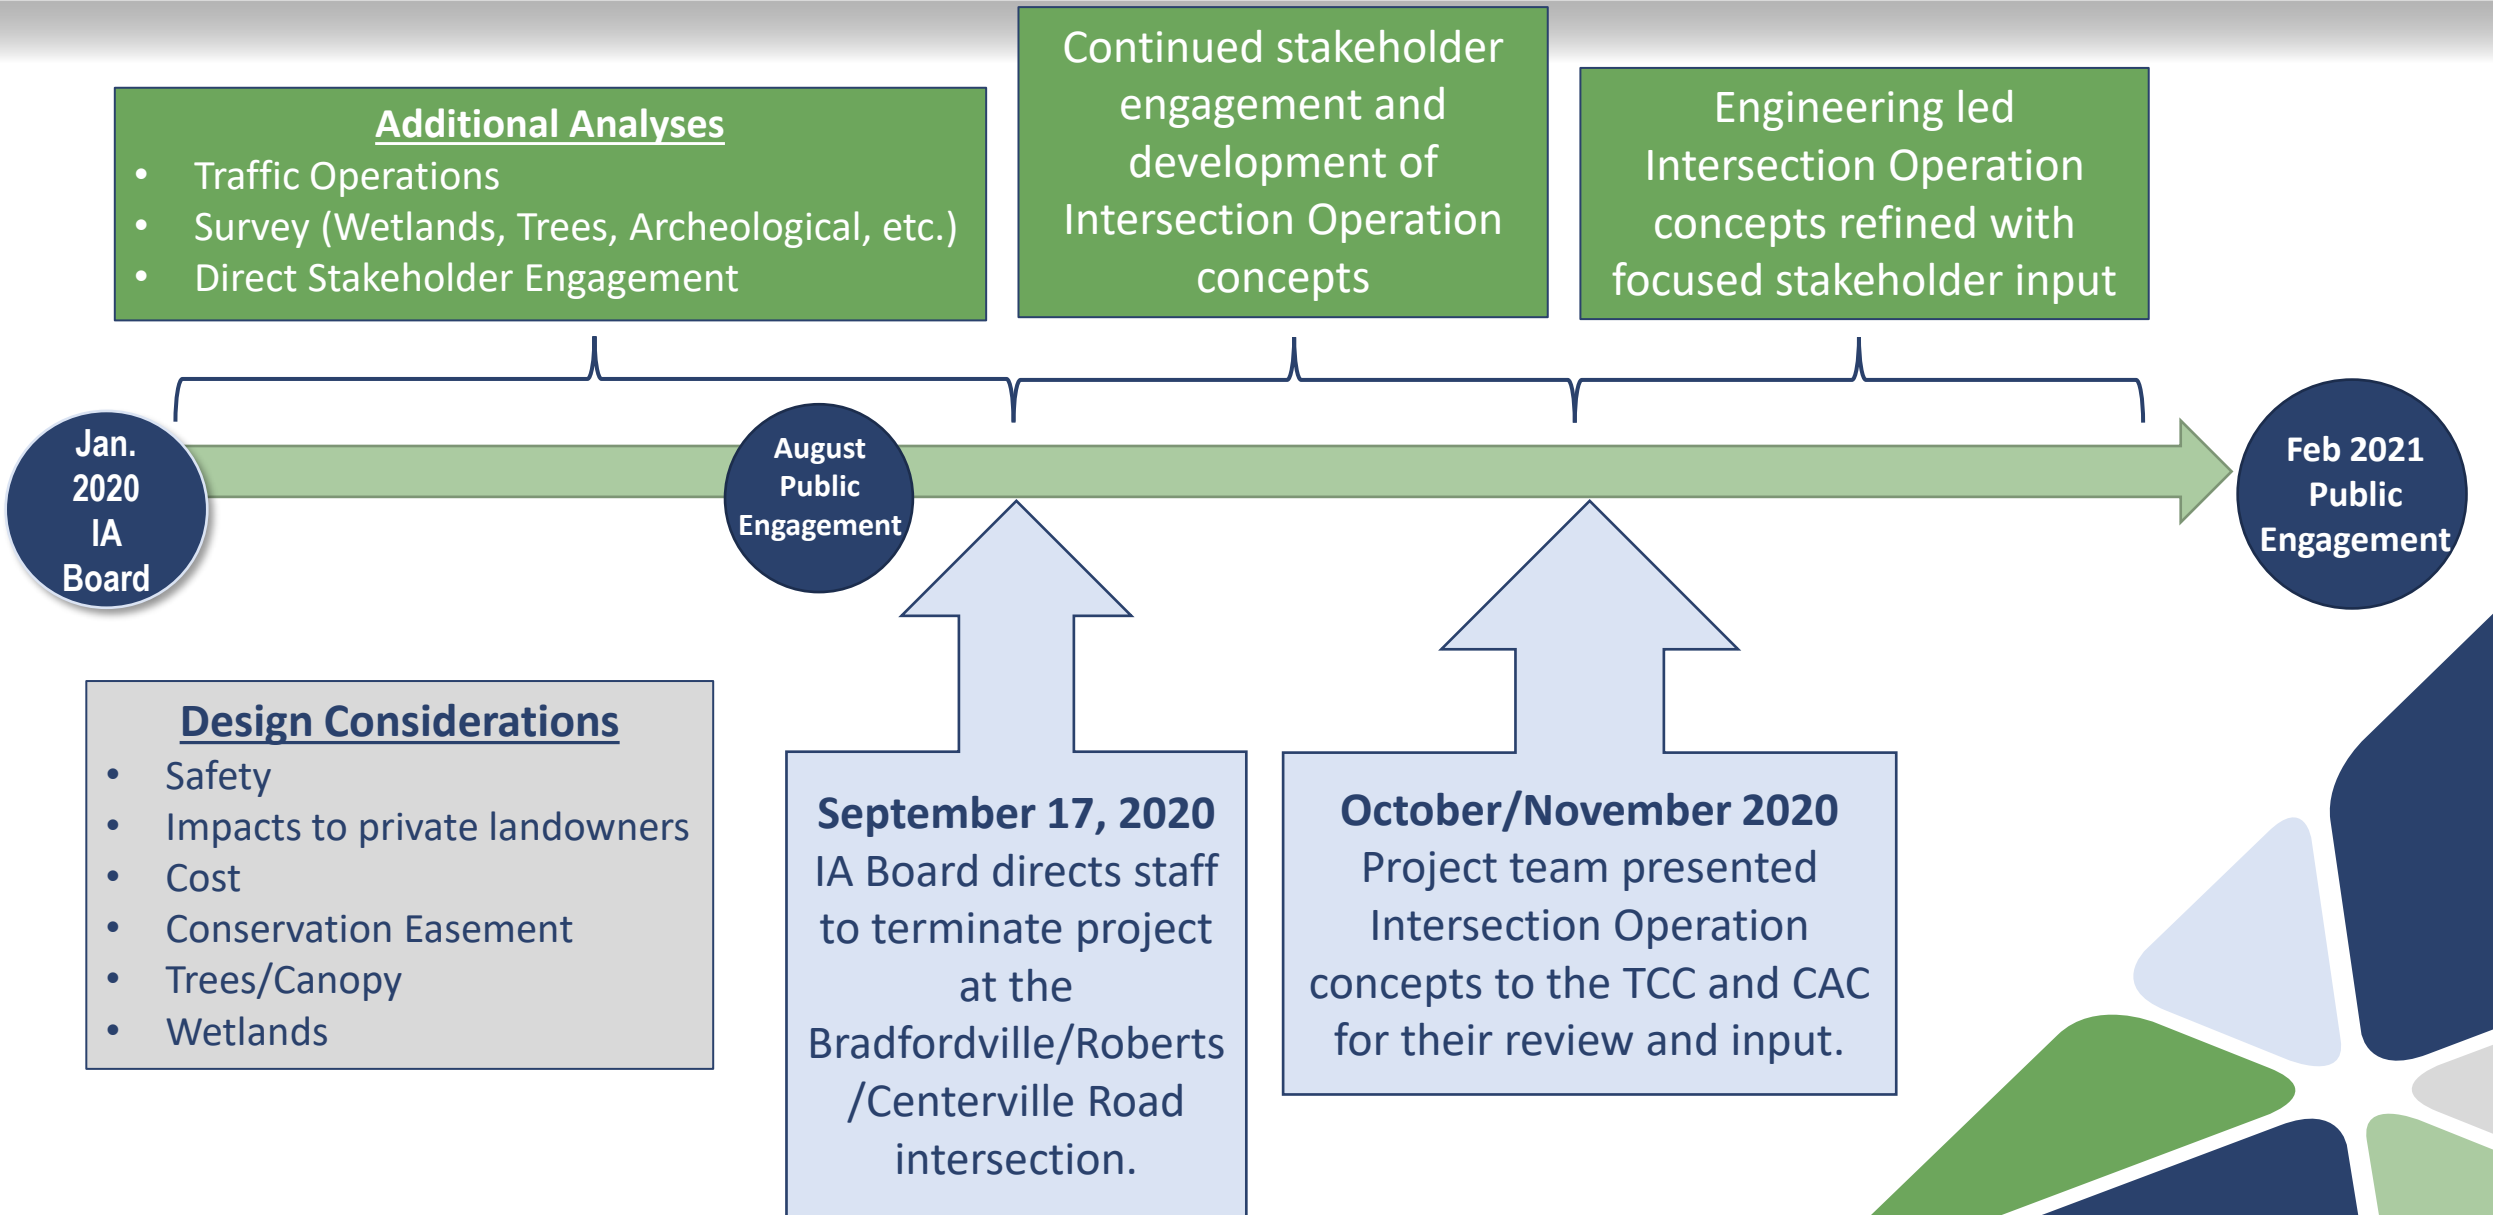 Additional Analyses
• Traffic Operations
• Survey (Wetlands, Trees, Archeological, etc.)
• Direct Stakeholder Engagement
Continued stakeholder
engagement and
development of
Intersection Operation
concepts
Engineering led
Intersection Operation
concepts refined with
focused stakeholder input
Jan.
2020
IA
Board
August
Public
Engagement
Feb 2021
Public
Engagement
Design Considerations
• Safety
• Impacts to private landowners
• Cost
• Conservation Easement
• Trees/Canopy
• Wetlands
September 17, 2020
IA Board directs staff
to terminate project
at the
Bradfordville/Roberts
/Centerville Road
intersection.
October/November 2020
Project team presented
Intersection Operation
concepts to the TCC and CAC
for their review and input.